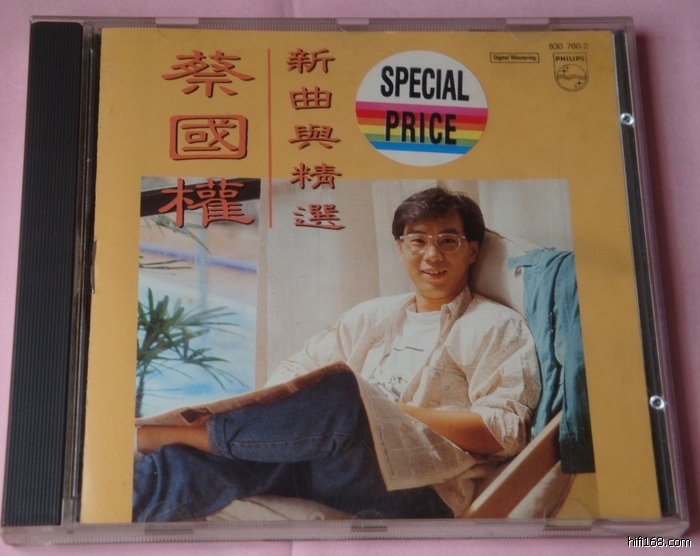 蔡國權
新曲與精選
SPECIAL
PRICE
Digital Mastering
830 760-2
PHILIPS
hifi168.com